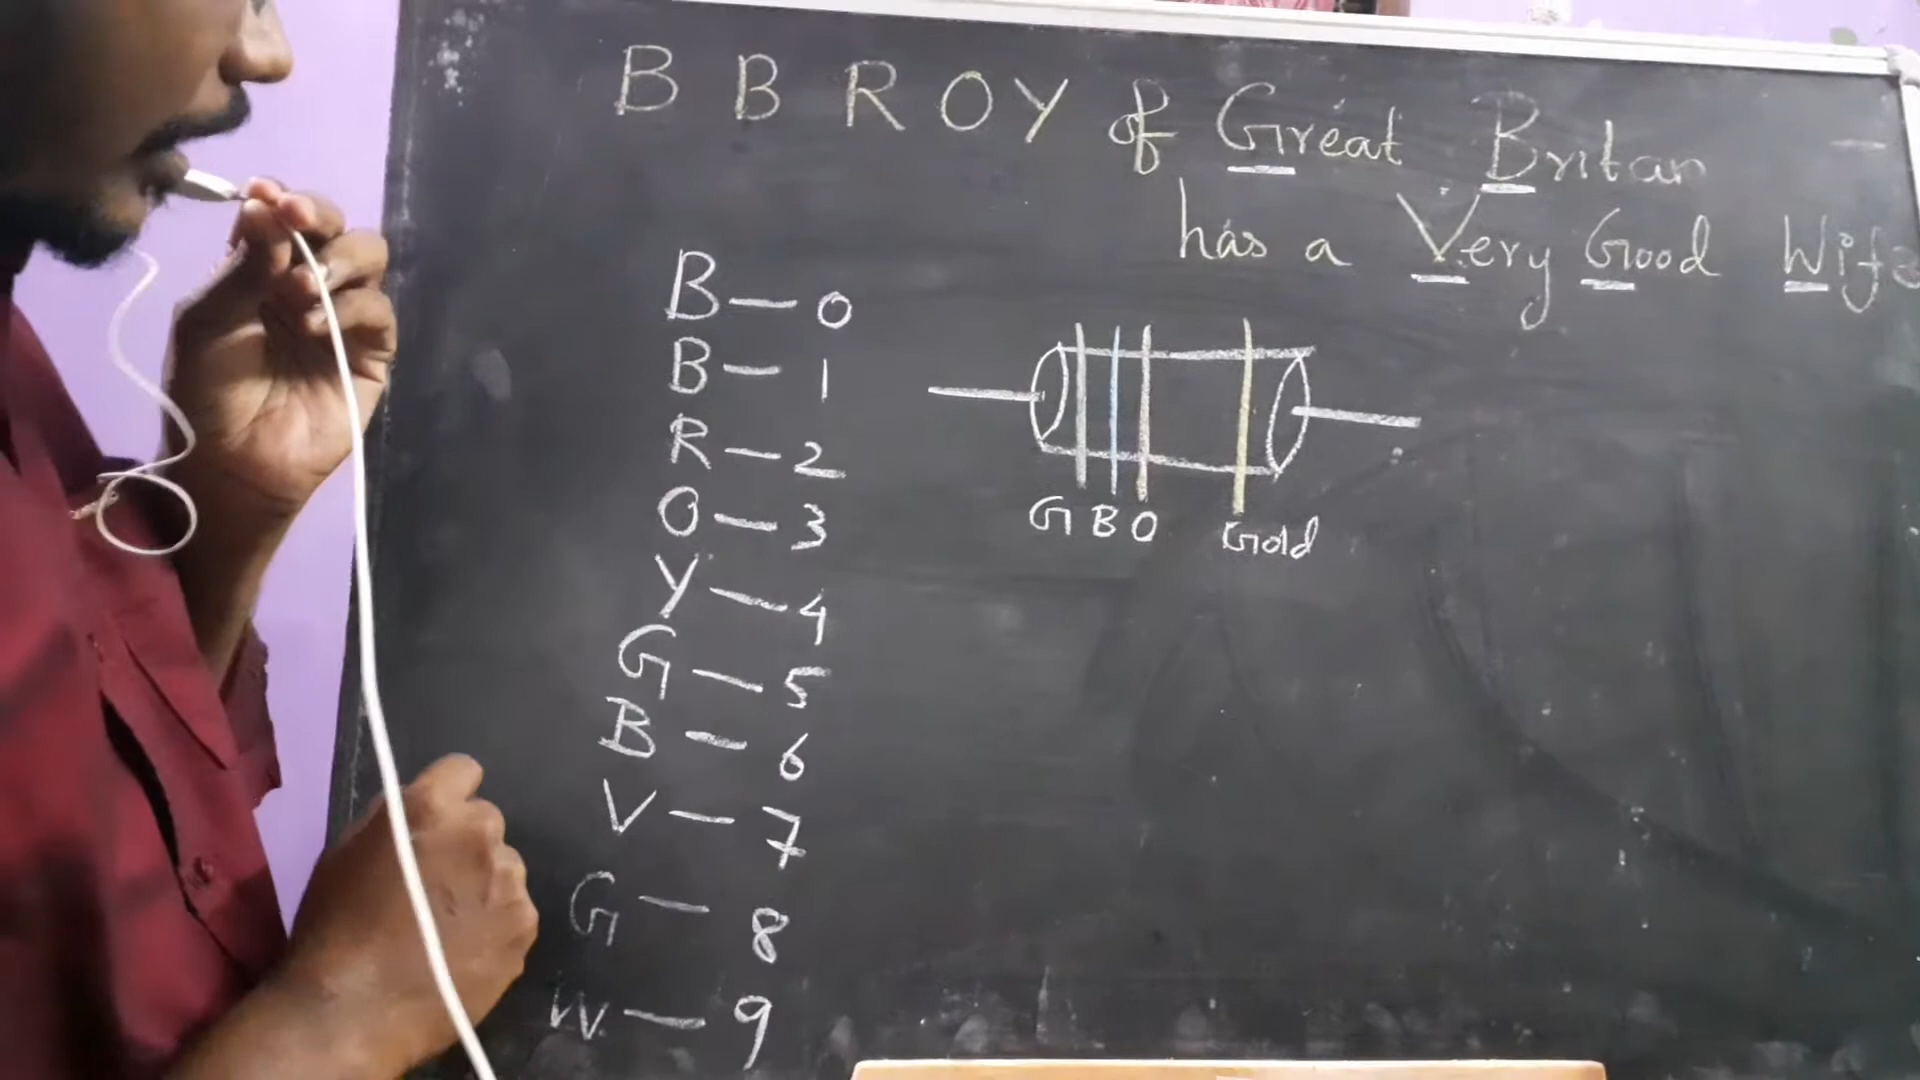 B B R O Y of Great Britan
has a Very Good Wife
B — 0
B — 1
R — 2
O — 3
Y — 4
G — 5
B — 6
V — 7
G — 8
W — 9
G B O Gold